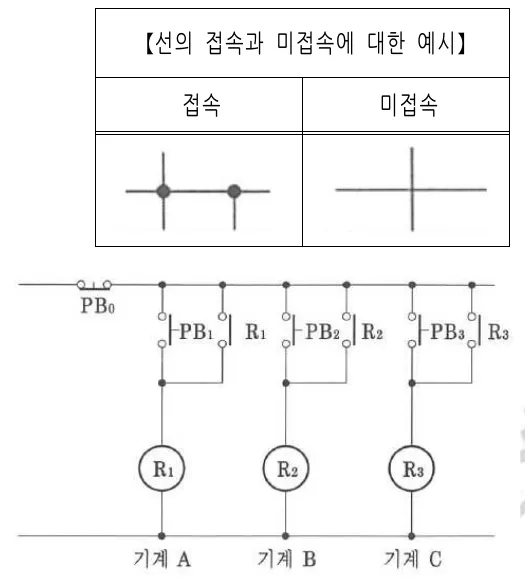 【선의 접속과 미접속에 대한 예시】
접속 미접속
PB₀
PB₁ R₁ PB₂ R₂ PB₃ R₃
R₁ R₂ R₃
기계 A 기계 B 기계 C